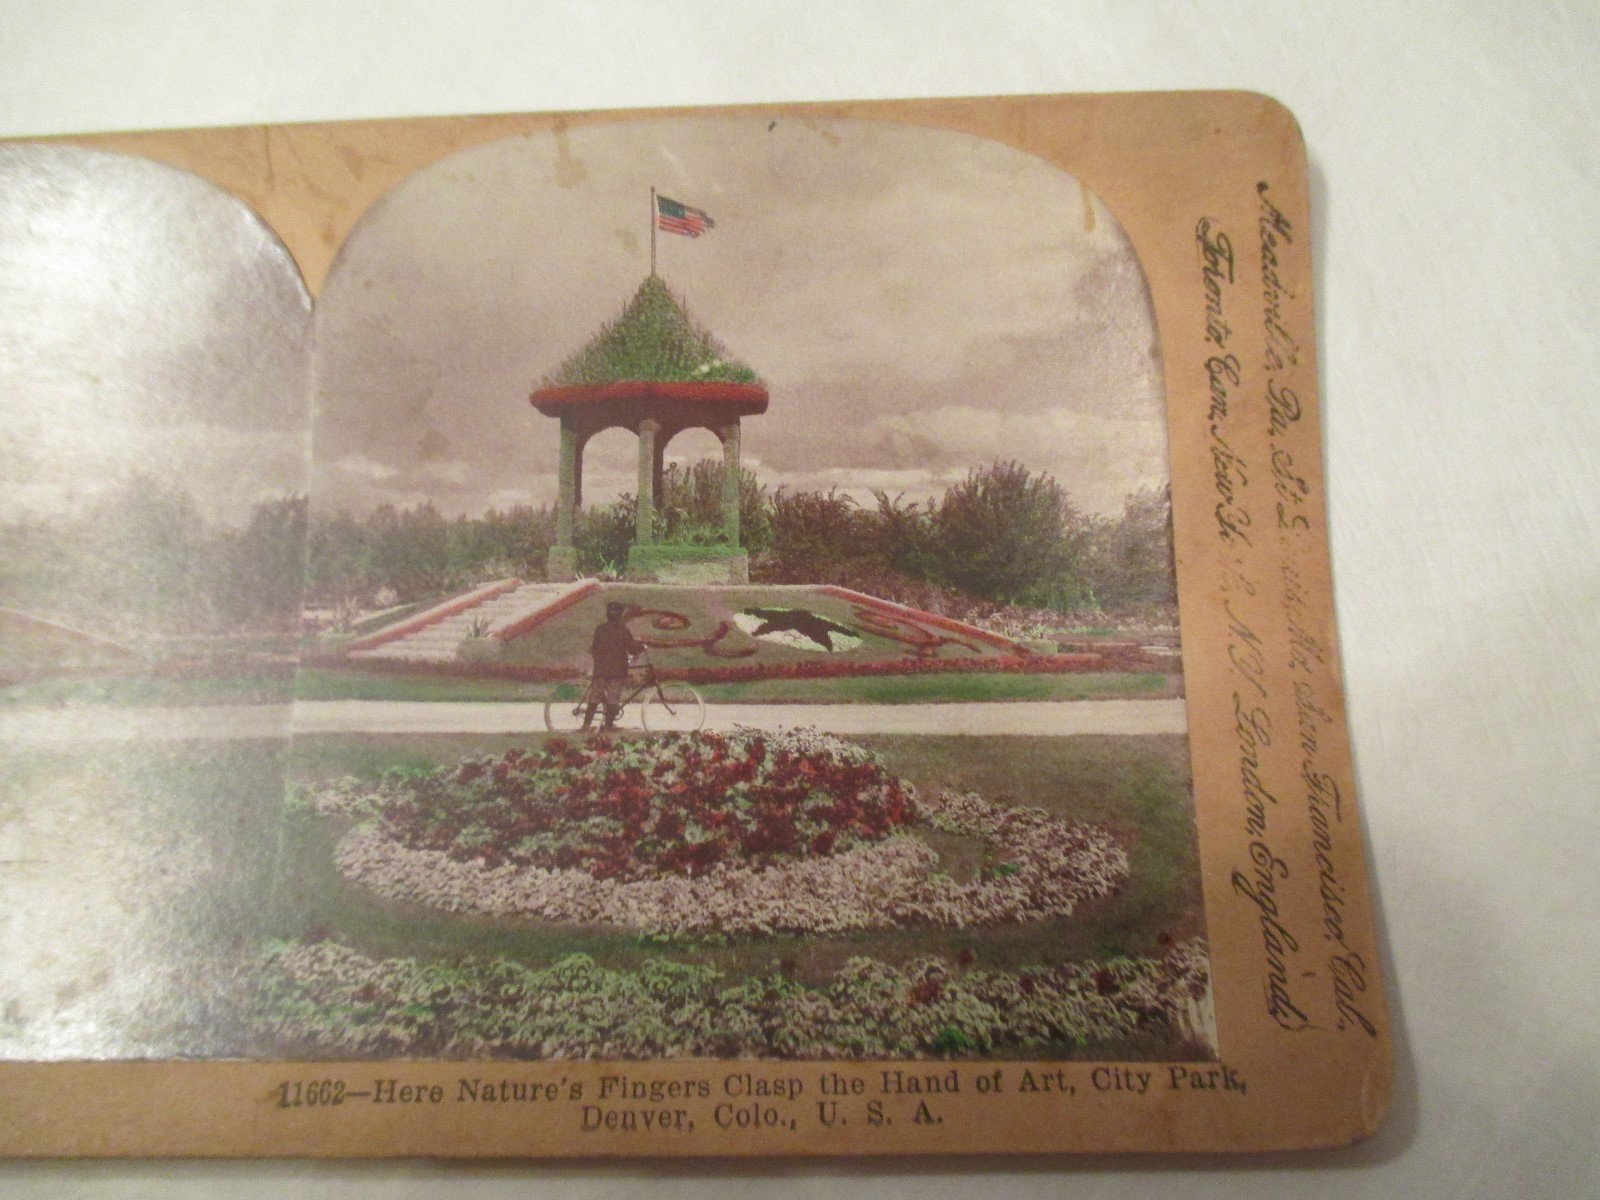 Meadville, Pa., St. Louis, Mo., San Francisco, Cal.,
Toronto, Can., New York, N.Y., London, England.
11662—Here Nature's Fingers Clasp the Hand of Art, City Park,
Denver, Colo., U. S. A.